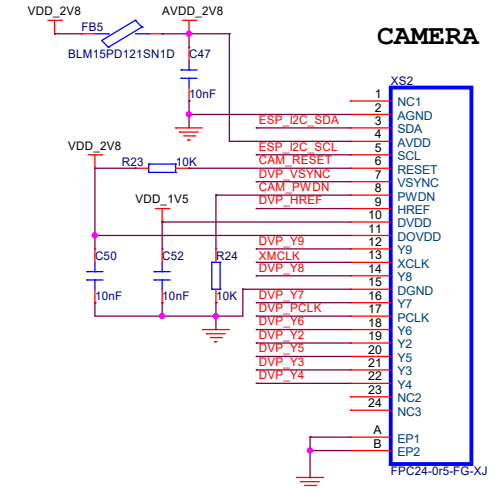 VDD_2V8
AVDD_2V8
FB5
BLM15PD121SN1D
C47
10nF
CAMERA
XS2
1 NC1
2 AGND
ESP_I2C_SDA 3 SDA
4 AVDD
ESP_I2C_SCL 5 SCL
CAM_RESET 6 RESET
DVP_VSYNC 7 VSYNC
CAM_PWDN 8 PWDN
DVP_HREF 9 HREF
10 DVDD
11 DOVDD
DVP_Y9 12 Y9
XMCLK 13 XCLK
DVP_Y8 14 Y8
15 DGND
DVP_Y7 16 Y7
DVP_PCLK 17 PCLK
DVP_Y6 18 Y6
DVP_Y2 19 Y2
DVP_Y5 20 Y5
DVP_Y3 21 Y3
DVP_Y4 22 Y4
23 NC2
24 NC3
A EP1
B EP2
FPC24-0r5-FG-XJ
VDD_2V8
R23 10K
VDD_1V5
C50
10nF
C52
10nF
R24
10K